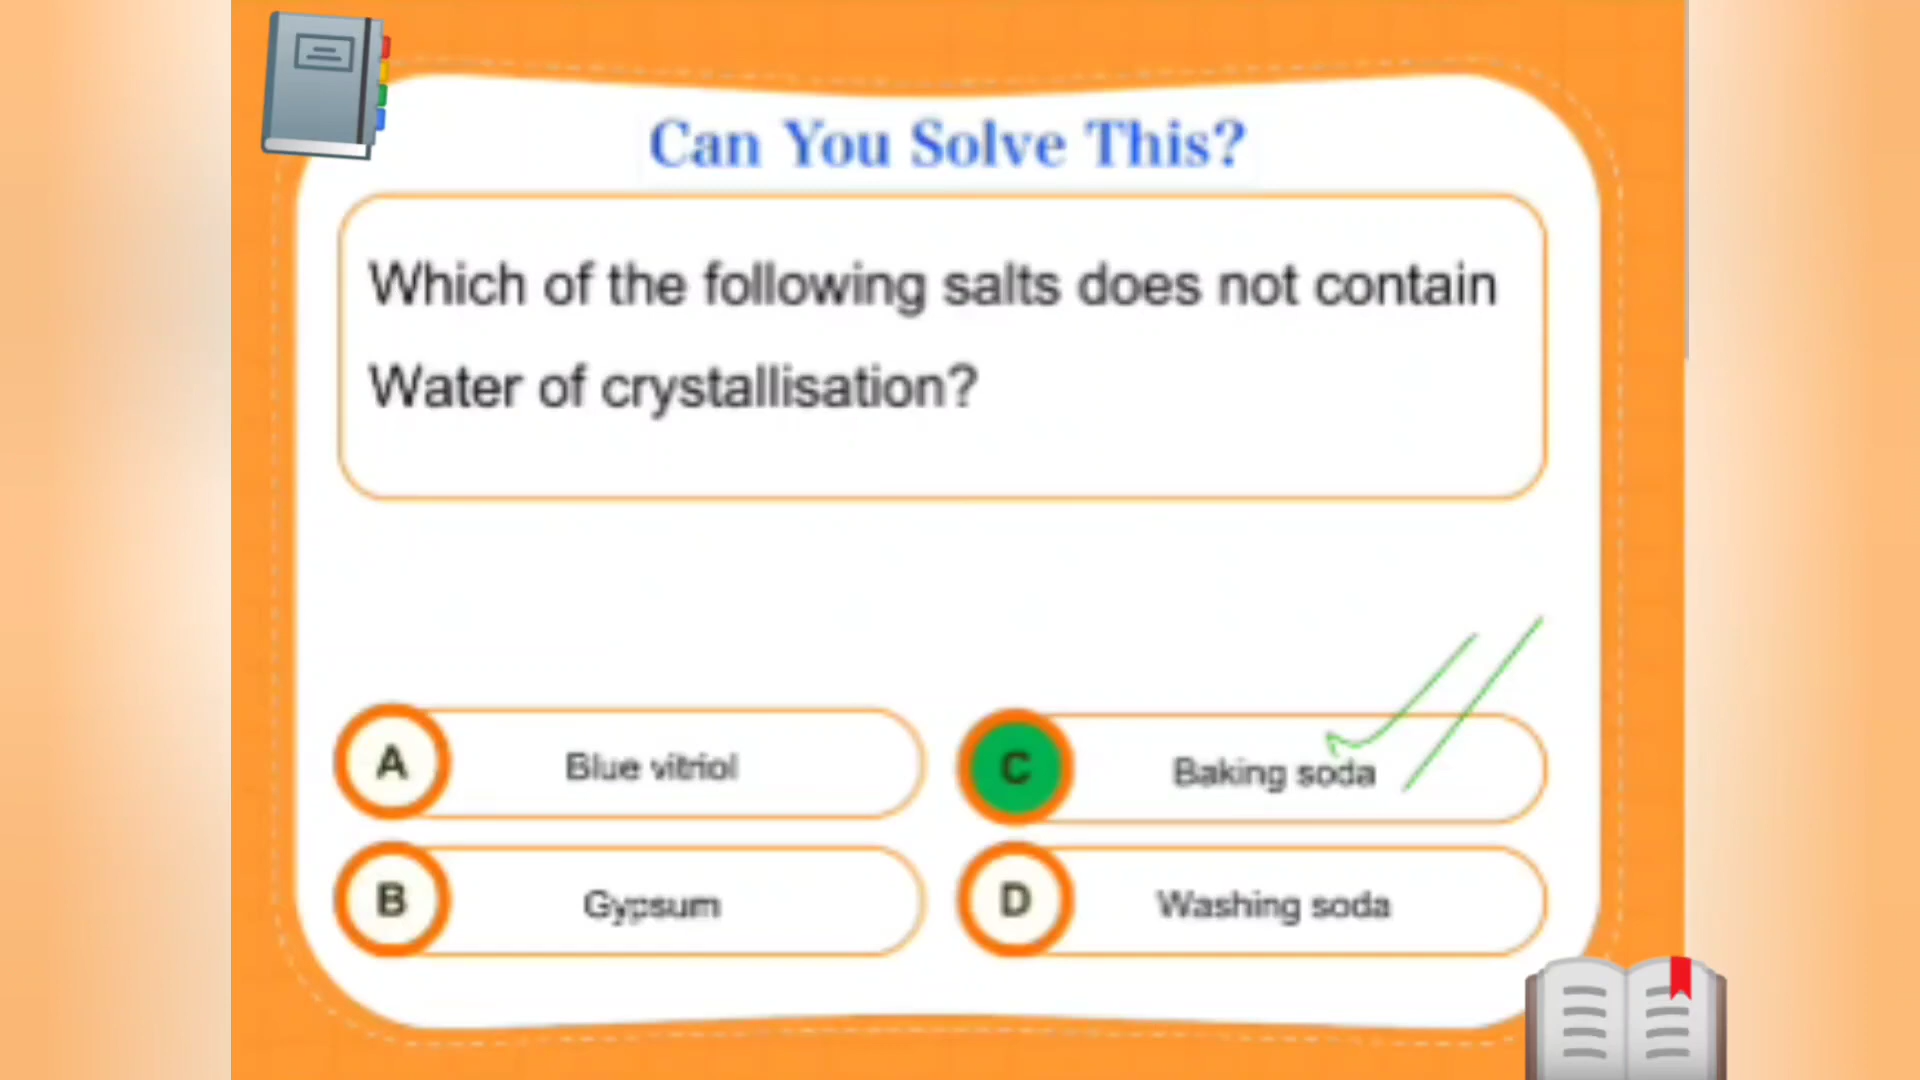 Can You Solve This?
Which of the following salts does not contain
Water of crystallisation?
A
Blue vitriol
C
Baking soda
B
Gypsum
D
Washing soda